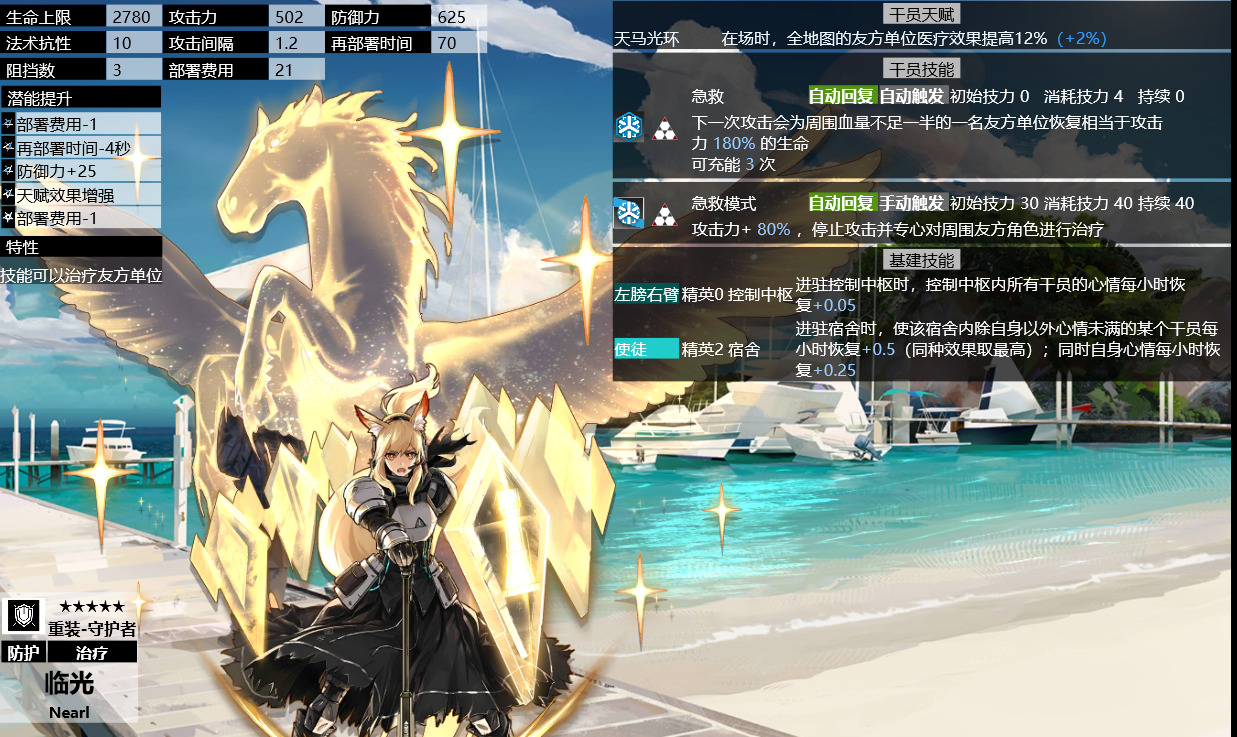 生命上限 2780 攻击力 502 防御力 625
法术抗性 10 攻击间隔 1.2 再部署时间 70
阻挡数 3 部署费用 21
潜能提升
部署费用-1
再部署时间-4秒
防御力+25
天赋效果增强
部署费用-1
特性
技能可以治疗友方单位
干员天赋
天马光环 在场时，全地图的友方单位医疗效果提高12%（+2%）
干员技能
急救 自动回复 自动触发 初始技力 0 消耗技力 4 持续 0
下一次攻击会为周围血量不足一半的一名友方单位恢复相当于攻击
力 180% 的生命
可充能 3 次
急救模式 自动回复 手动触发 初始技力 30 消耗技力 40 持续 40
攻击力+ 80% ，停止攻击并专心对周围友方角色进行治疗
基建技能
左膀右臂 精英0 控制中枢 进驻控制中枢时，控制中枢内所有干员的心情每小时恢
复+0.05
使徒 精英2 宿舍 进驻宿舍时，使该宿舍内除自身以外心情未满的某个干员每
小时恢复+0.5（同种效果取最高）；同时自身心情每小时恢
复+0.25
★★★★★
重装-守护者
防护 治疗
临光
Nearl